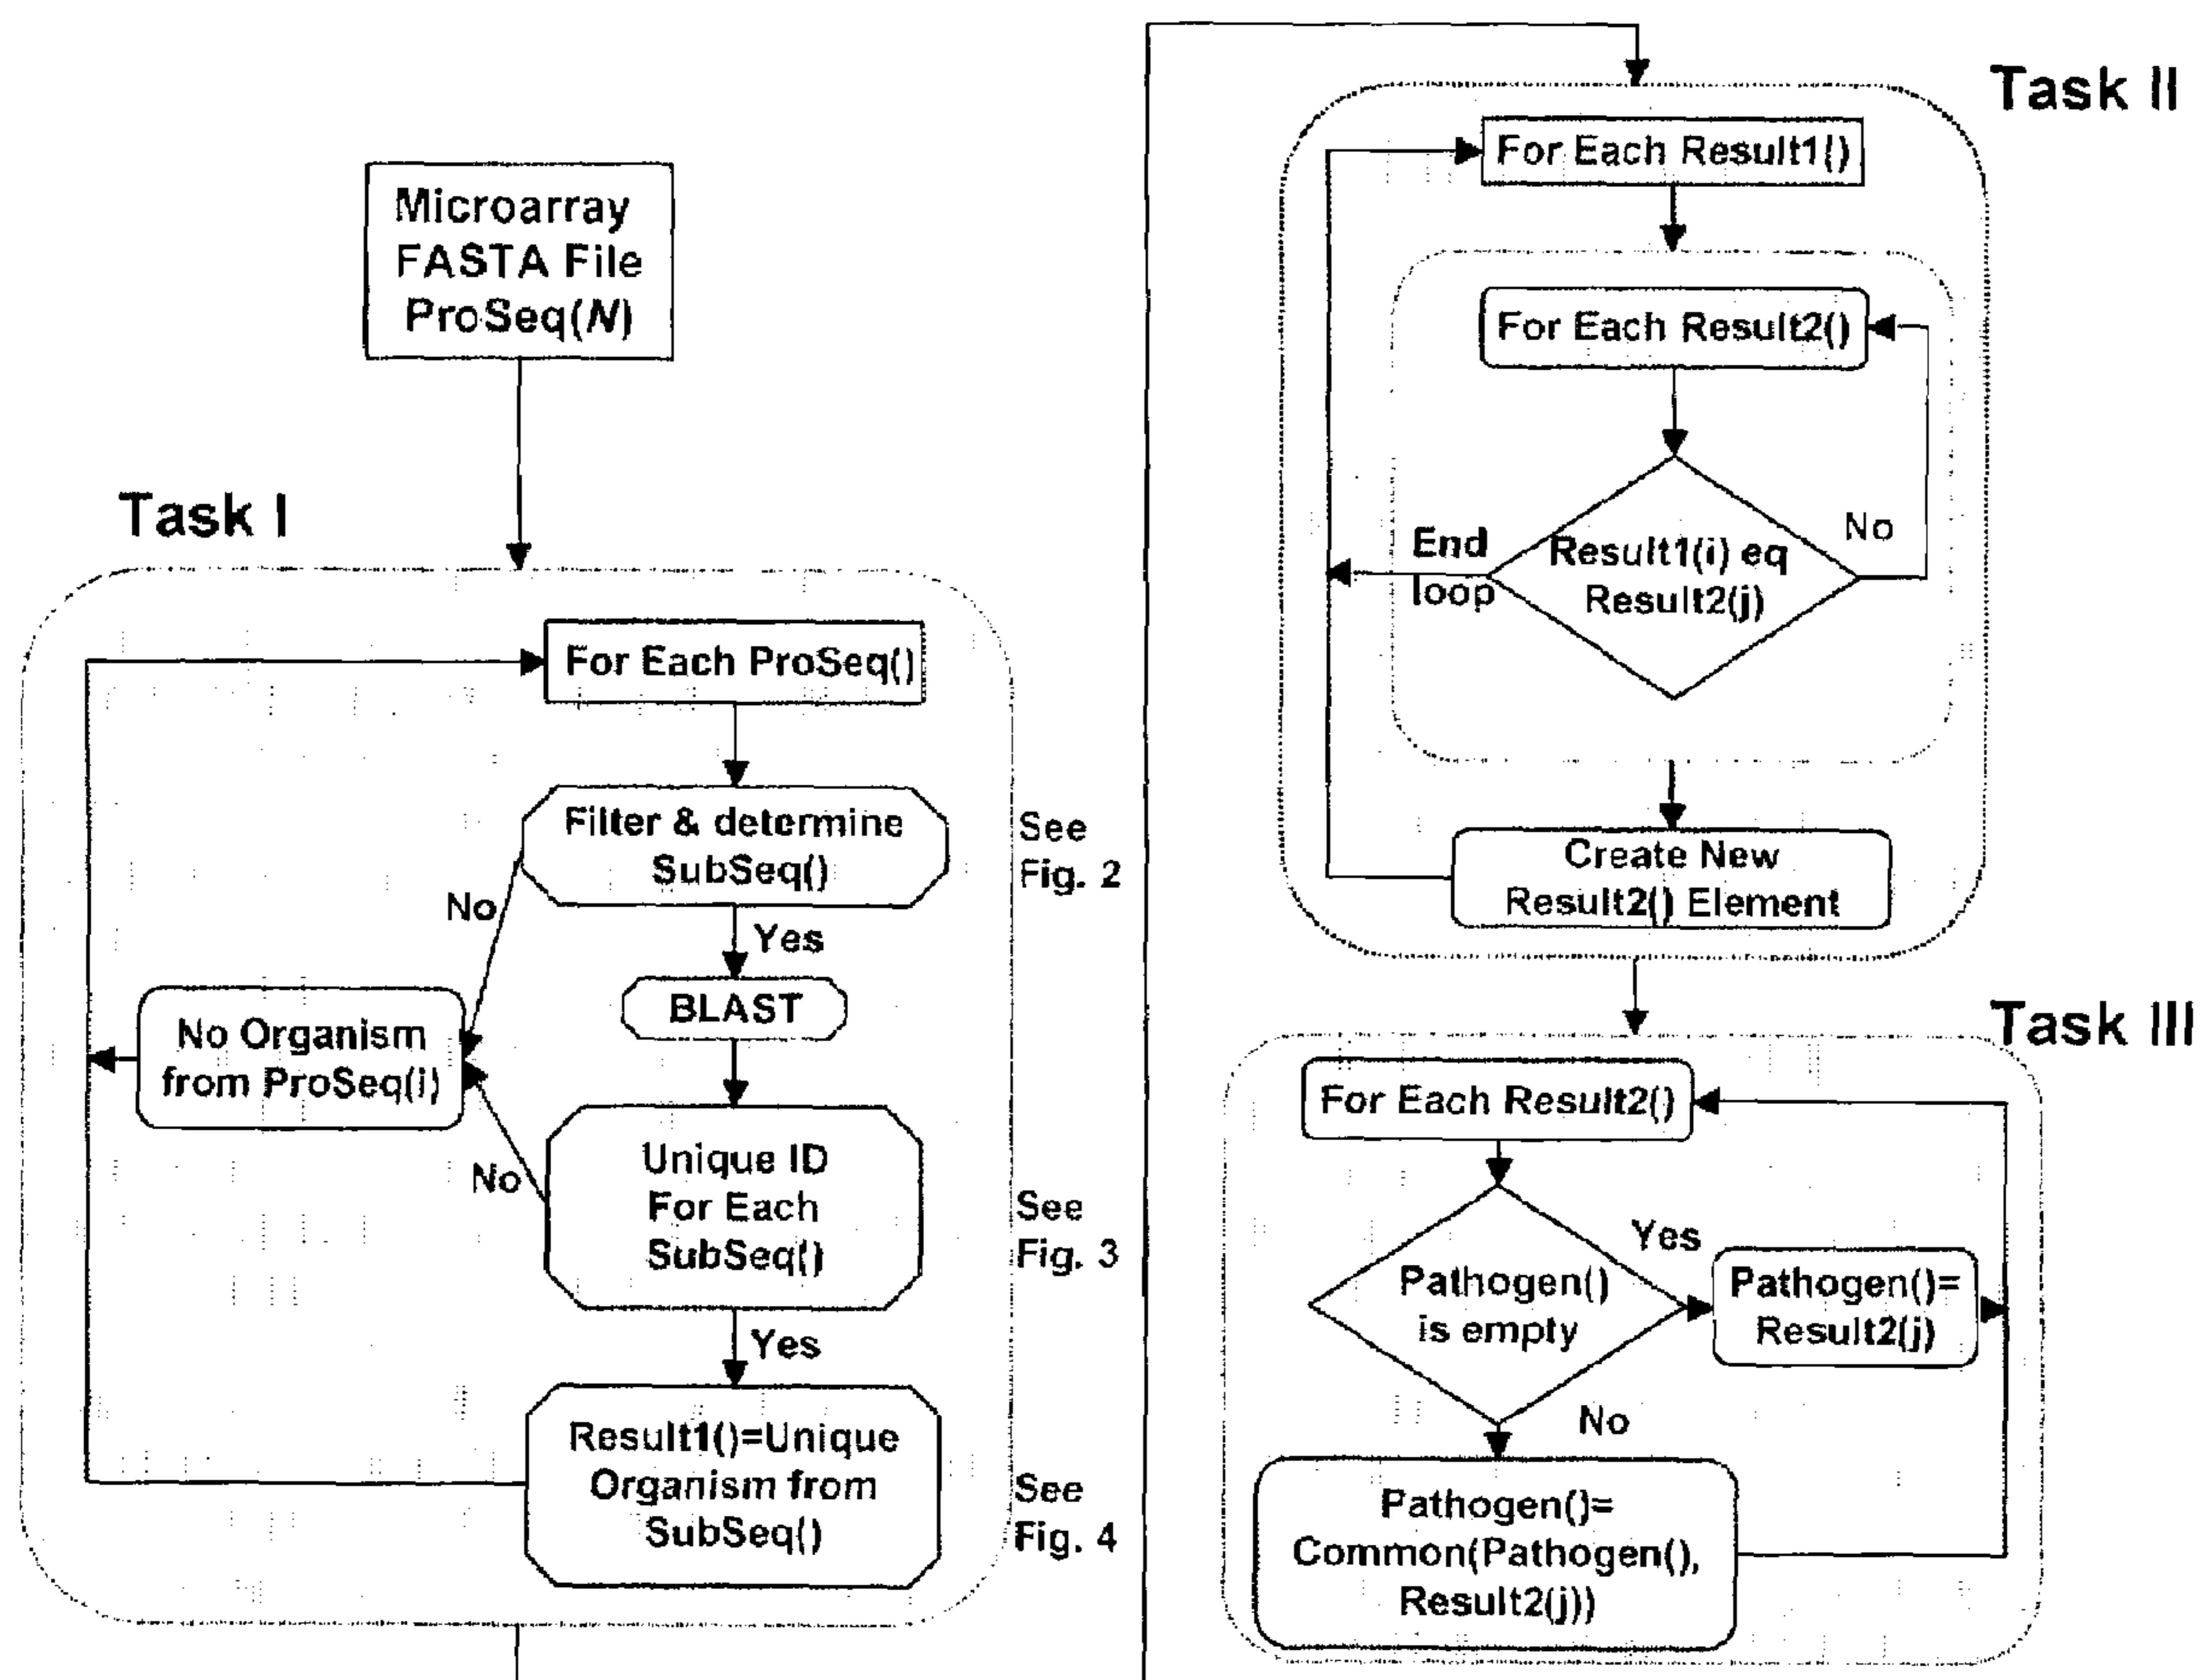 Microarray
FASTA File
ProSeq(N)
Task I
For Each ProSeq()
Filter & determine
SubSeq()
See
Fig. 2
No
Yes
BLAST
No Organism
from ProSeq(i)
No
Unique ID
For Each
SubSeq()
See
Fig. 3
Yes
Result1()=Unique
Organism from
SubSeq()
See
Fig. 4
Task II
For Each Result1()
For Each Result2()
End
loop
Result1(i) eq
Result2(j)
No
Create New
Result2() Element
Task III
For Each Result2()
Pathogen()
is empty
Yes
Pathogen()=
Result2(j)
No
Pathogen()=
Common(Pathogen(),
Result2(j))